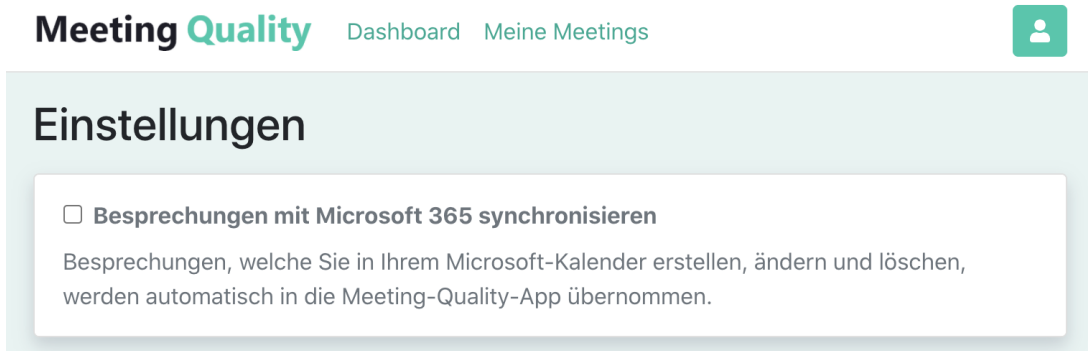 Meeting Quality Dashboard Meine Meetings
Einstellungen
Besprechungen mit Microsoft 365 synchronisieren
Besprechungen, welche Sie in Ihrem Microsoft-Kalender erstellen, ändern und löschen,
werden automatisch in die Meeting-Quality-App übernommen.